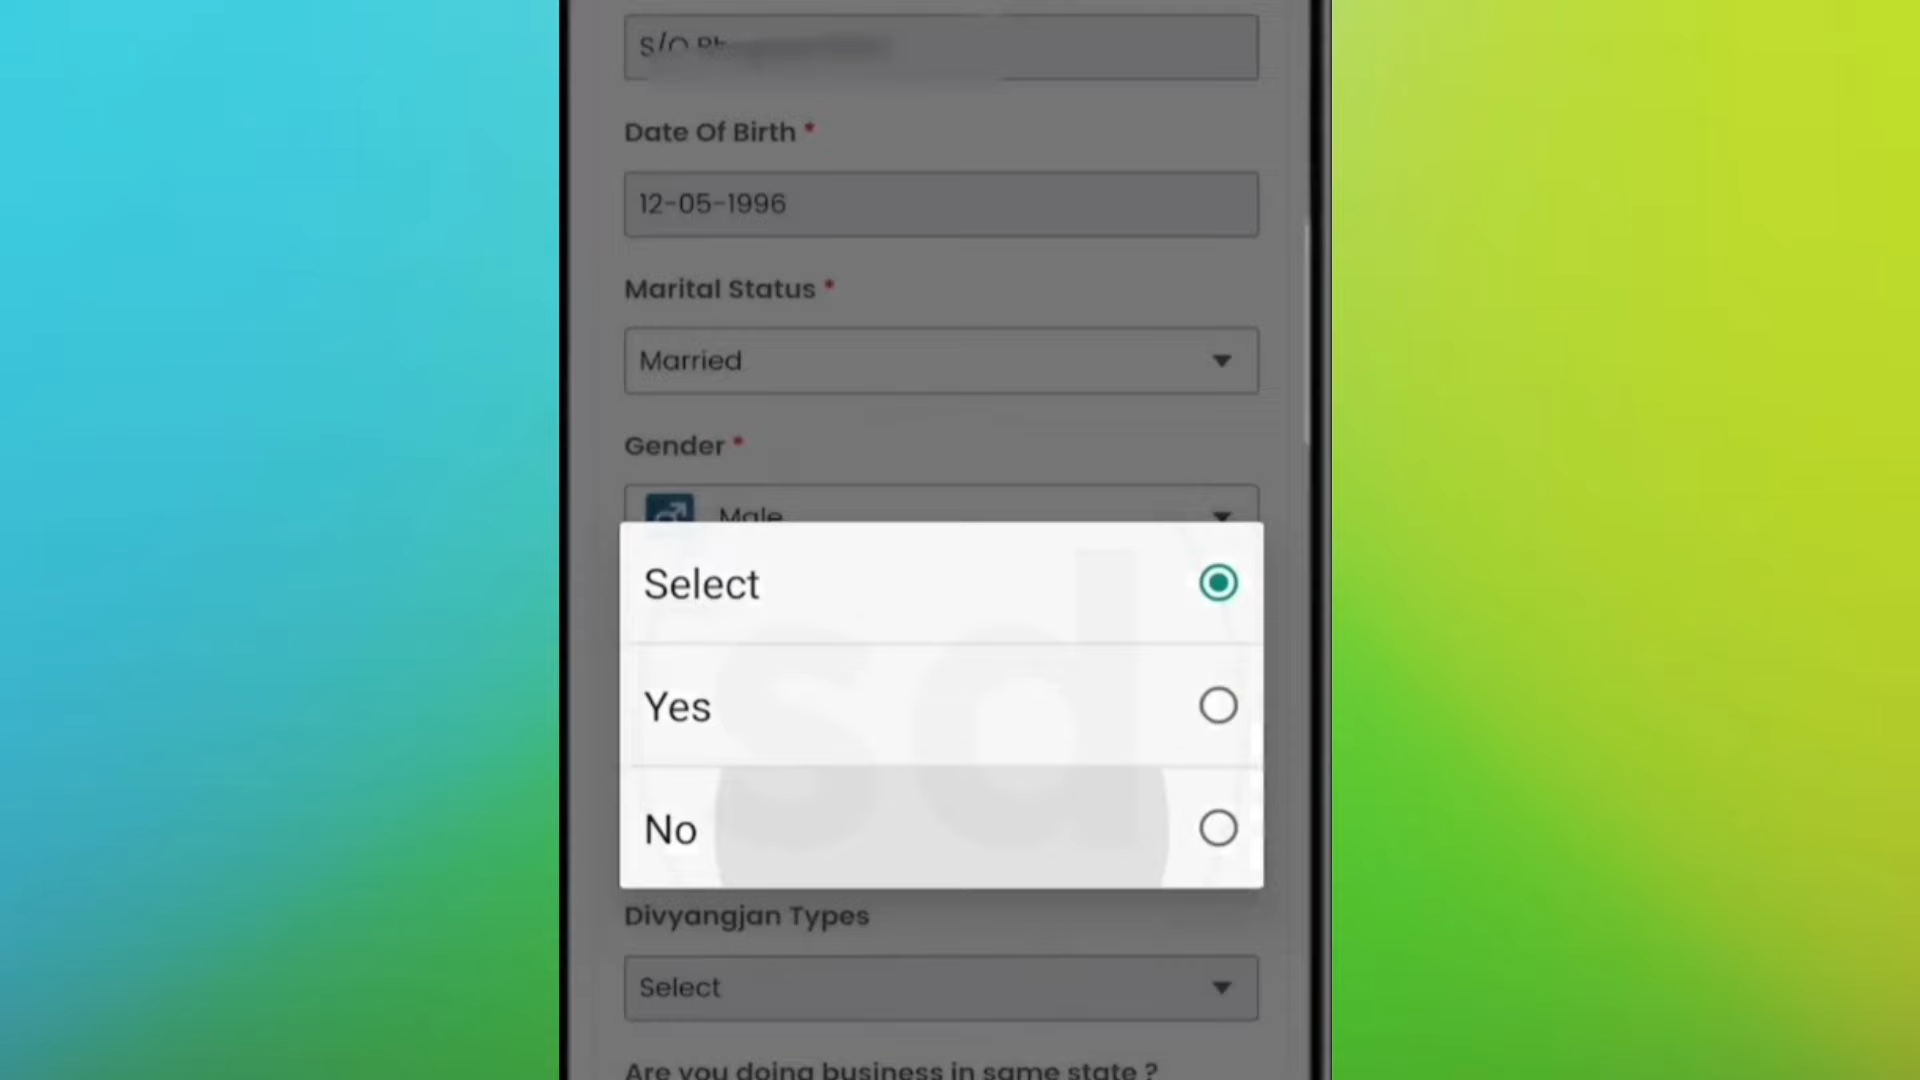 S/O
Date Of Birth *
12-05-1996
Marital Status *
Married
Gender *
Male
Select
Yes
No
Divyangjan Types
Select
Are you doing business in same state ?